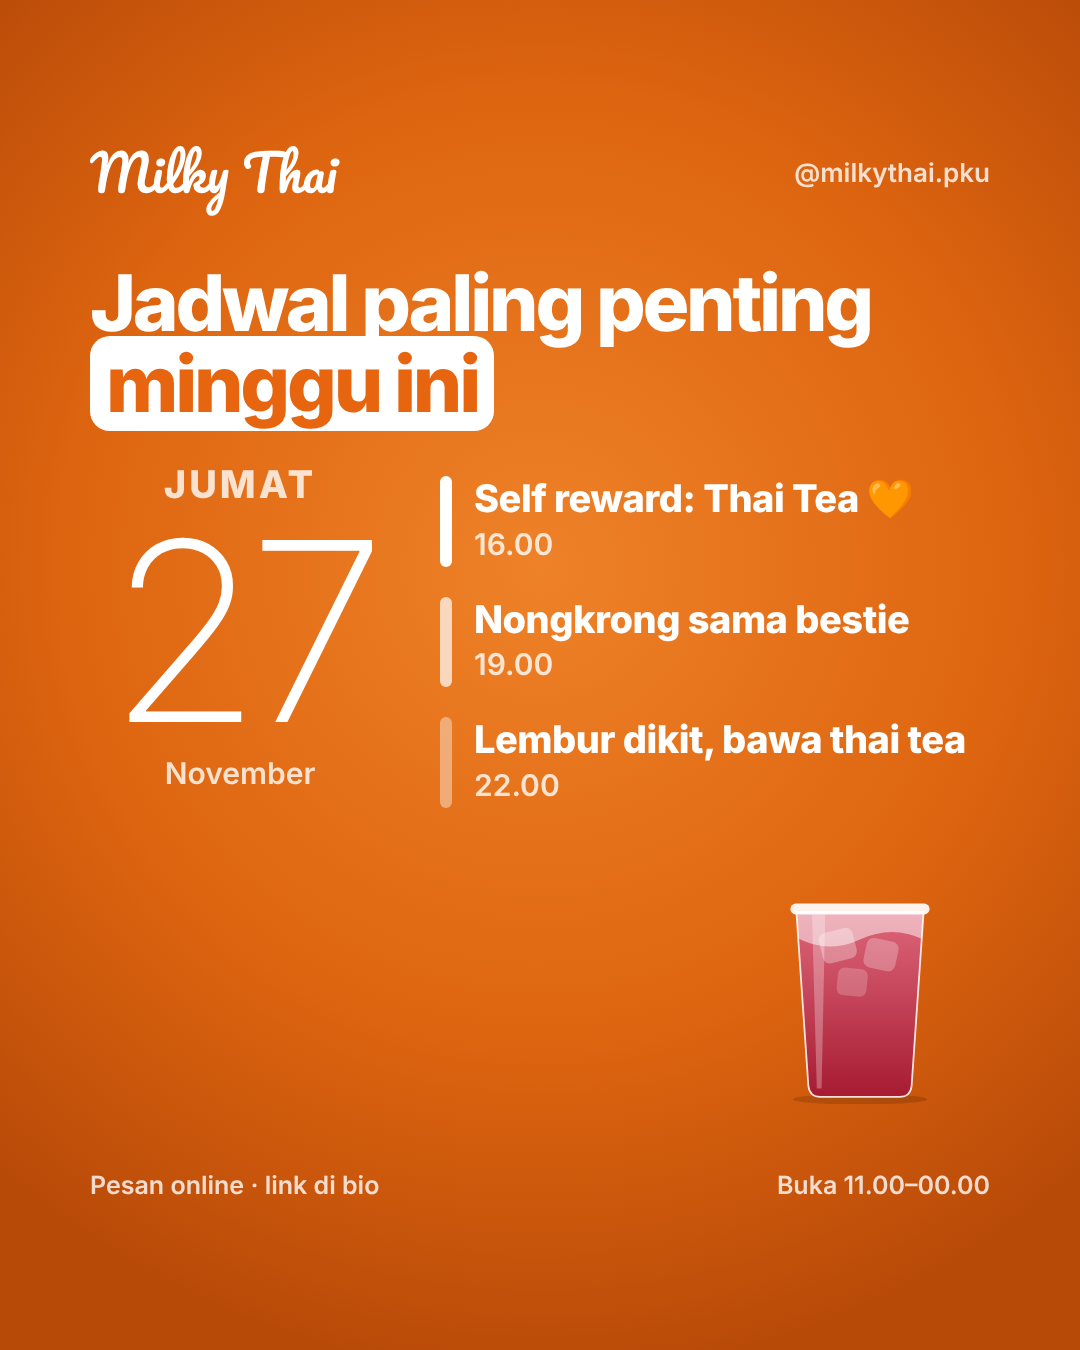 Milky Thai
@milkythai.pku
Jadwal paling penting
minggu ini
JUMAT
27
November
Self reward: Thai Tea 🧡
16.00
Nongkrong sama bestie
19.00
Lembur dikit, bawa thai tea
22.00
Pesan online · link di bio
Buka 11.00–00.00